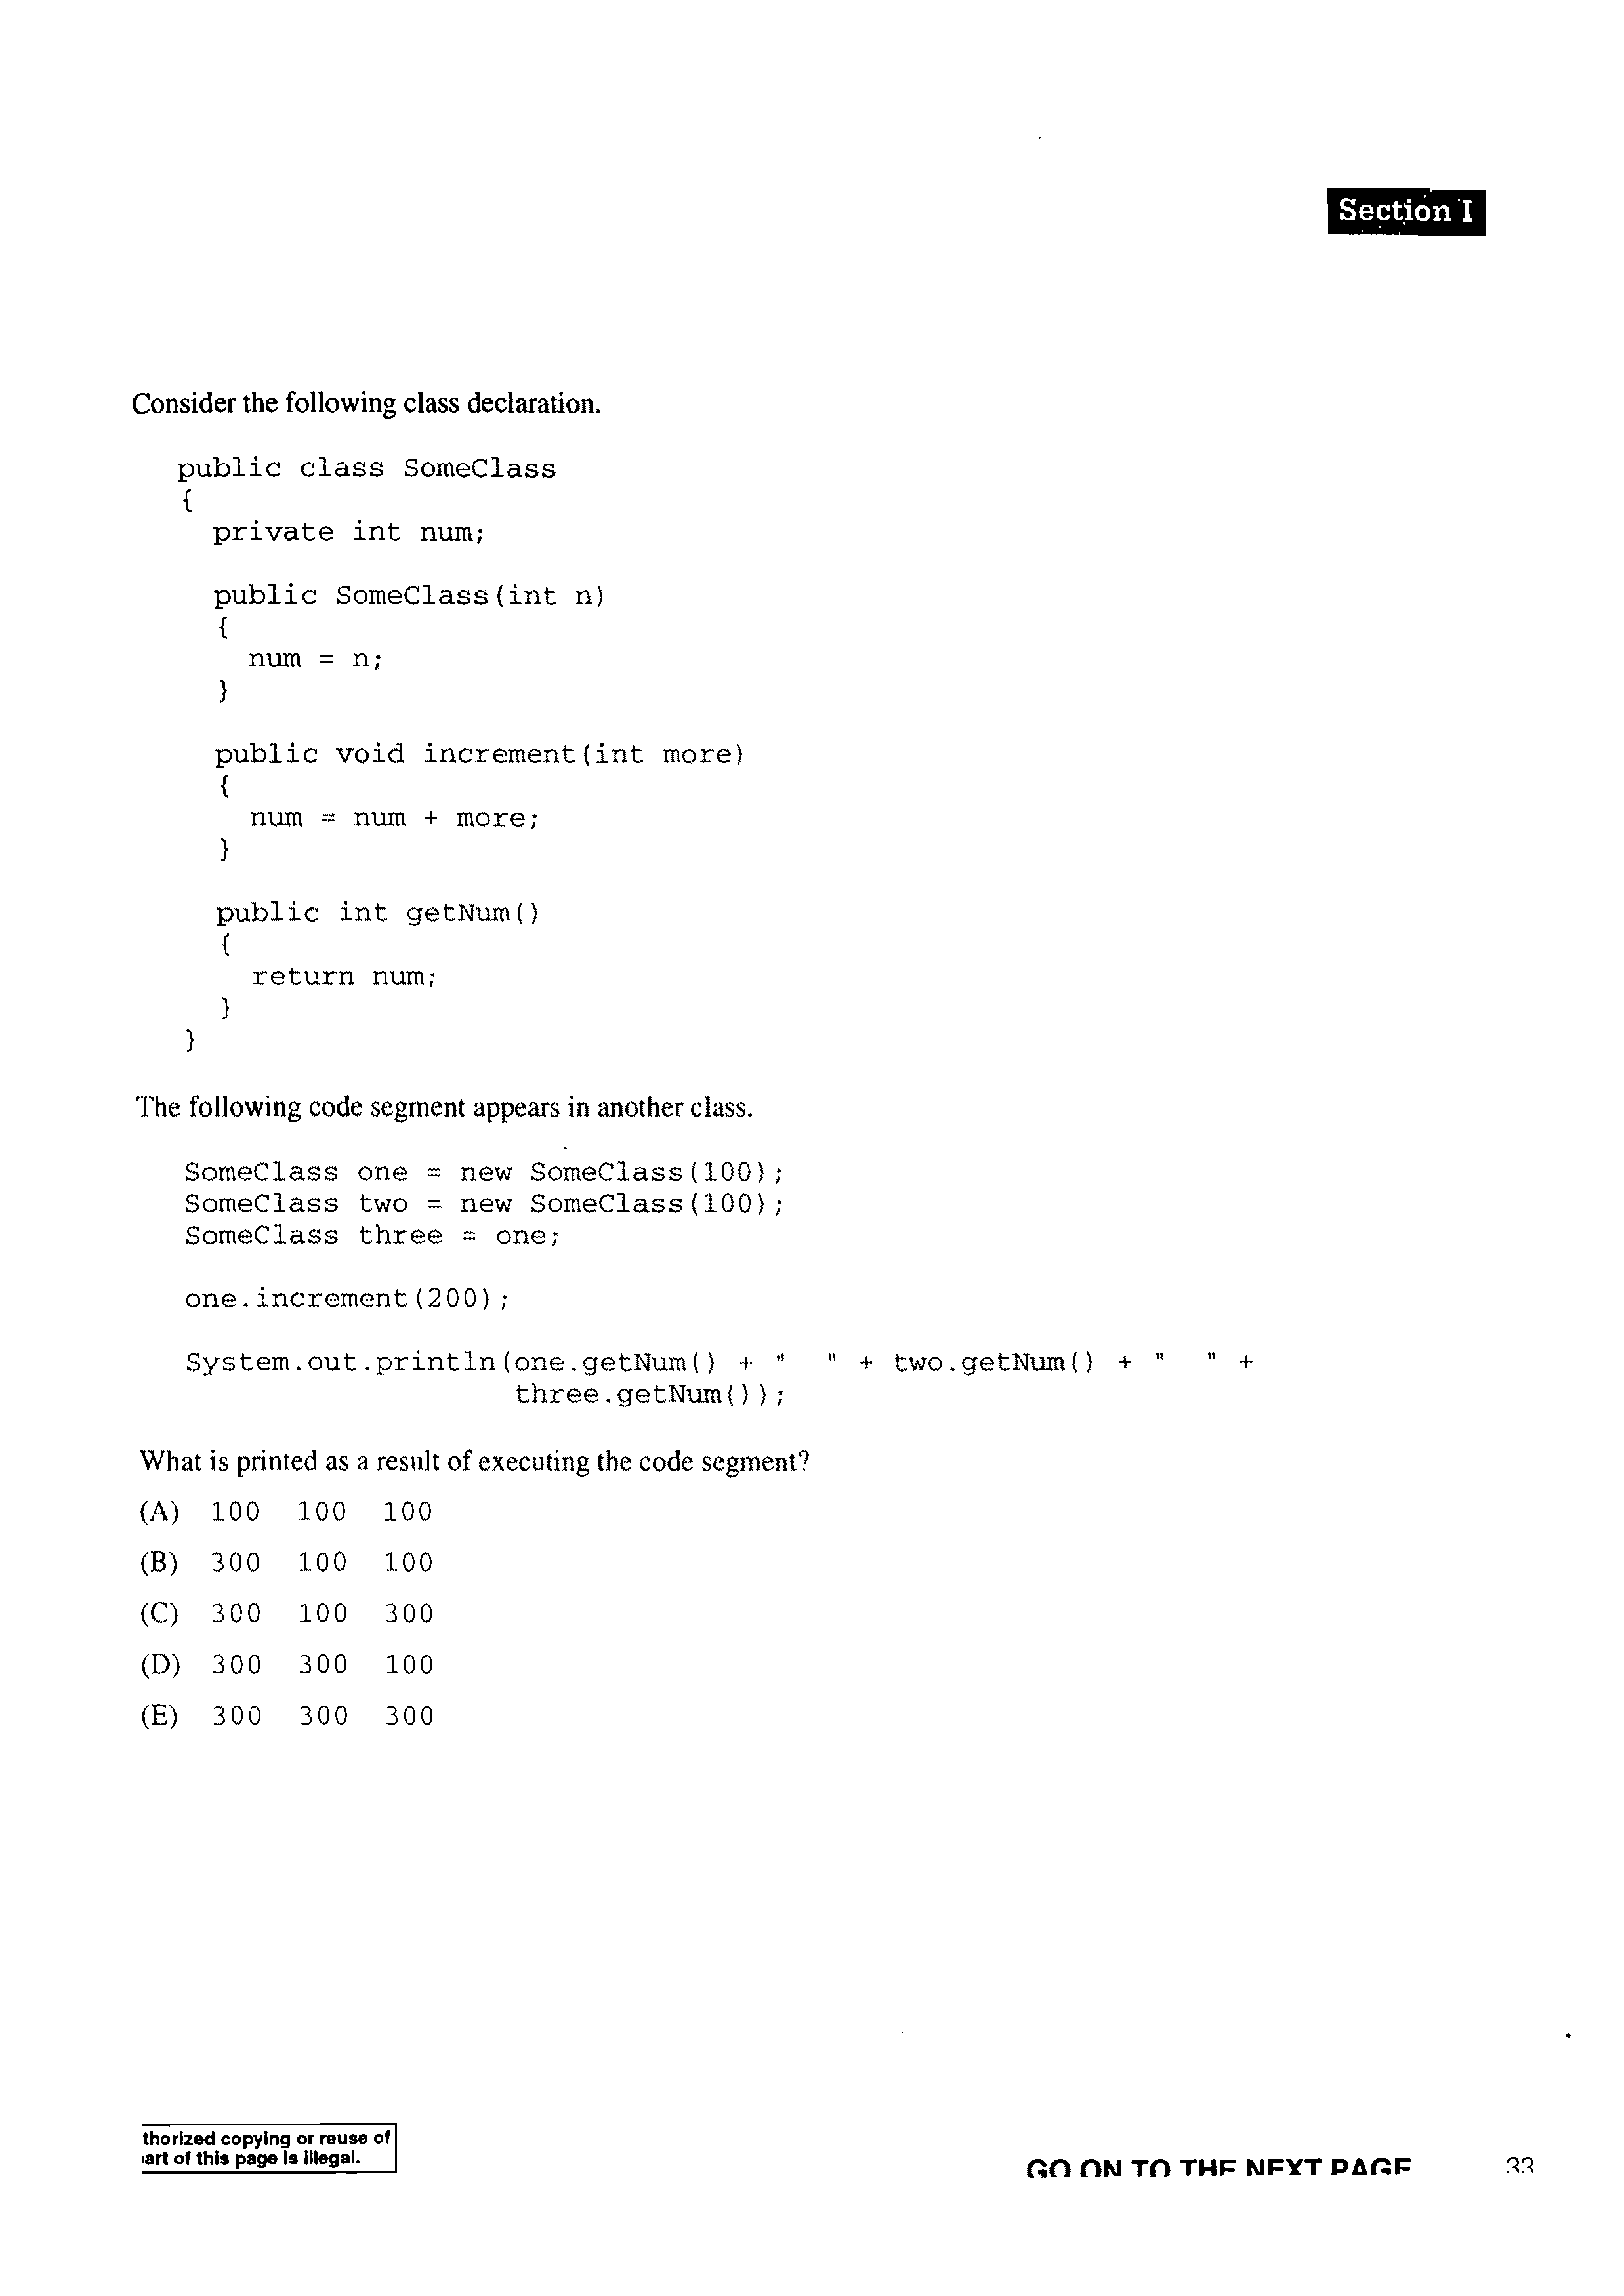 Section I
Consider the following class declaration.
public class SomeClass
{
private int num;
public SomeClass(int n)
{
num = n;
}
public void increment(int more)
{
num = num + more;
}
public int getNum()
{
return num;
}
}
The following code segment appears in another class.
SomeClass one = new SomeClass(100);
SomeClass two = new SomeClass(100);
SomeClass three = one;
one.increment(200);
System.out.println(one.getNum() + "  " + two.getNum() + "  " +
three.getNum());
What is printed as a result of executing the code segment?
(A) 100 100 100
(B) 300 100 100
(C) 300 100 300
(D) 300 300 100
(E) 300 300 300
thorized copying or reuse of
art of this page is illegal.
GO ON TO THE NEXT PAGE 33